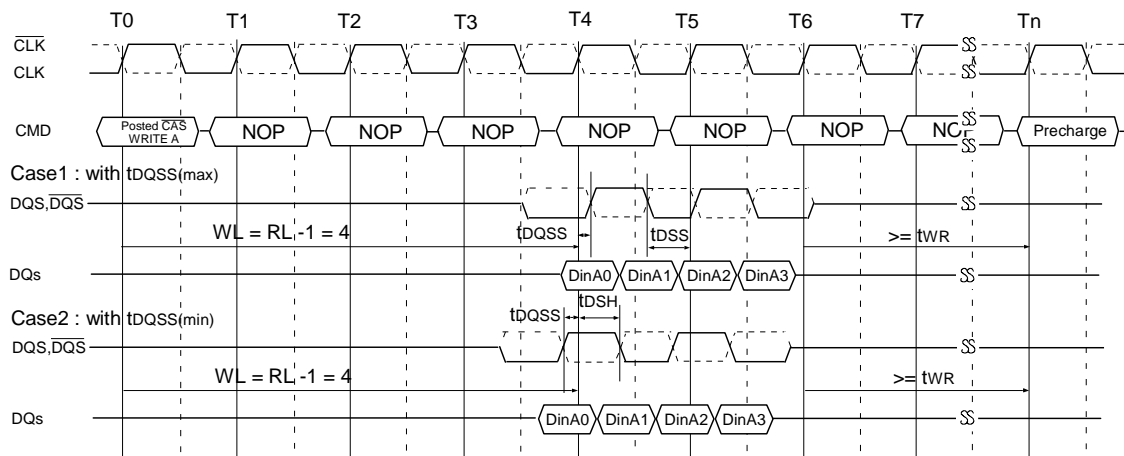 T0 T1 T2 T3 T4 T5 T6 T7 Tn
CLK
CLK
CMD Posted CAS WRITE A NOP NOP NOP NOP NOP NOP NOP Precharge
Case1 : with tDQSS(max)
DQS,DQS
tDQSS tDSS
WL = RL -1 = 4 >= tWR
DQs DinA0 DinA1 DinA2 DinA3
tDSH
Case2 : with tDQSS(min) tDQSS
DQS,DQS
WL = RL -1 = 4 >= tWR
DQs DinA0 DinA1 DinA2 DinA3